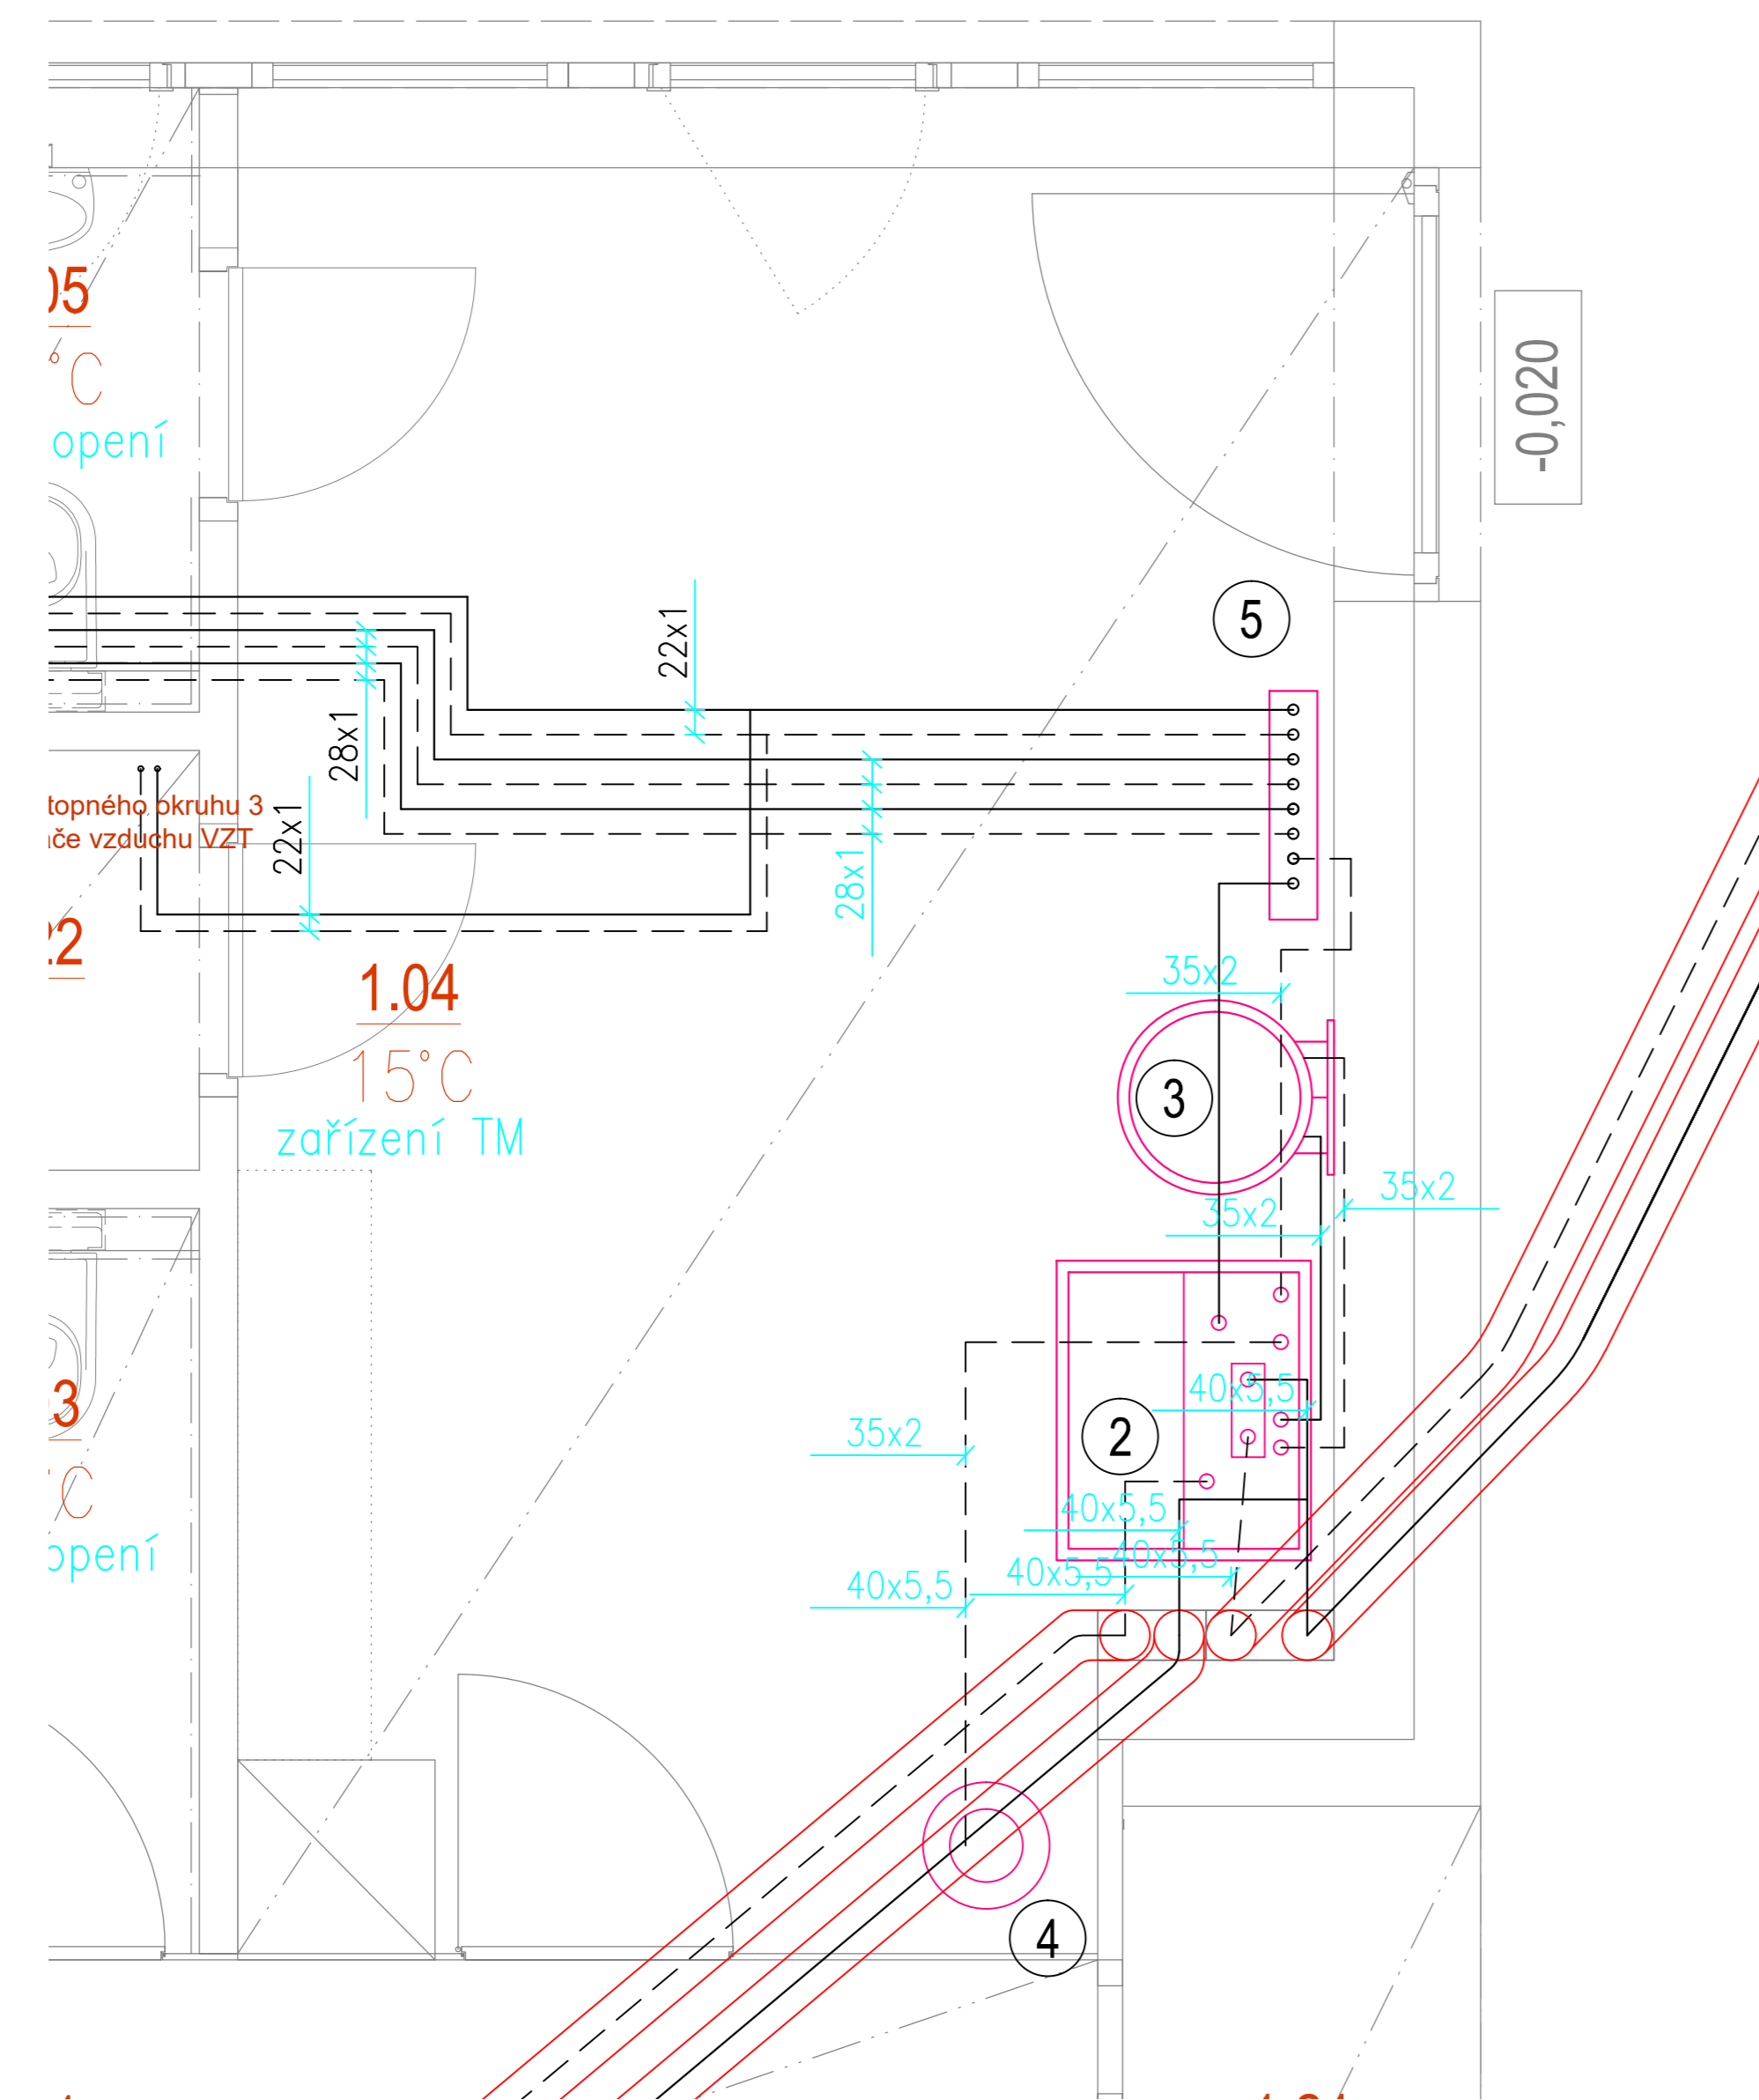 05
°C
opení
-0,020
5
22x1
28x1
topného okruhu 3
če vzduchu VZT
22x1
28x1
1.04
15°C
zařízení TM
35x2
3
35x2
35x2
40x5,5
2
35x2
40x5,5
40x5,5
40x5,5
40x5,5
3
C
opení
4